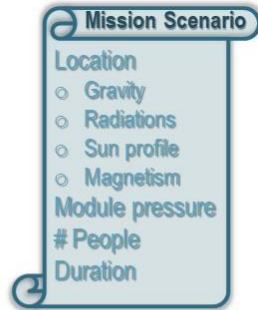 Mission Scenario
Location
○ Gravity
○ Radiations
○ Sun profile
○ Magnetism
Module pressure
# People
Duration